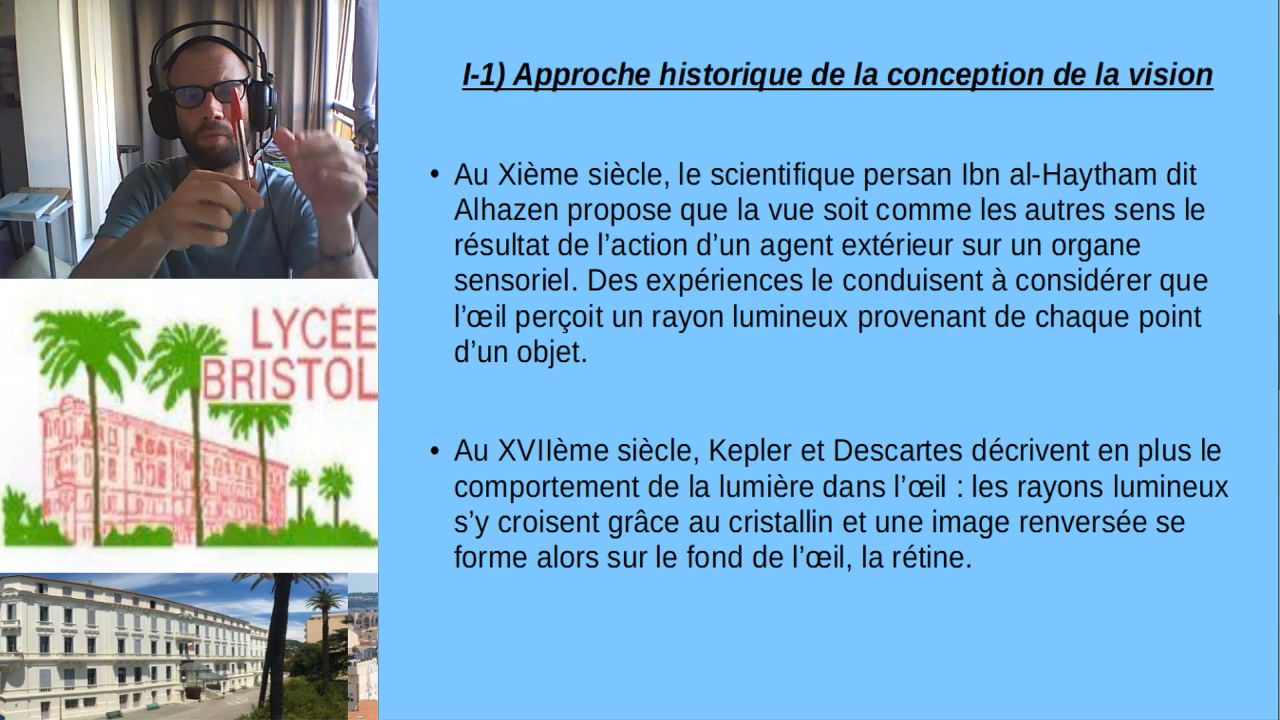 LYCÉE
BRISTOL
I-1) Approche historique de la conception de la vision
• Au Xième siècle, le scientifique persan Ibn al-Haytham dit
Alhazen propose que la vue soit comme les autres sens le
résultat de l’action d’un agent extérieur sur un organe
sensoriel. Des expériences le conduisent à considérer que
l’œil perçoit un rayon lumineux provenant de chaque point
d’un objet.
• Au XVIIème siècle, Kepler et Descartes décrivent en plus le
comportement de la lumière dans l’œil : les rayons lumineux
s’y croisent grâce au cristallin et une image renversée se
forme alors sur le fond de l’œil, la rétine.